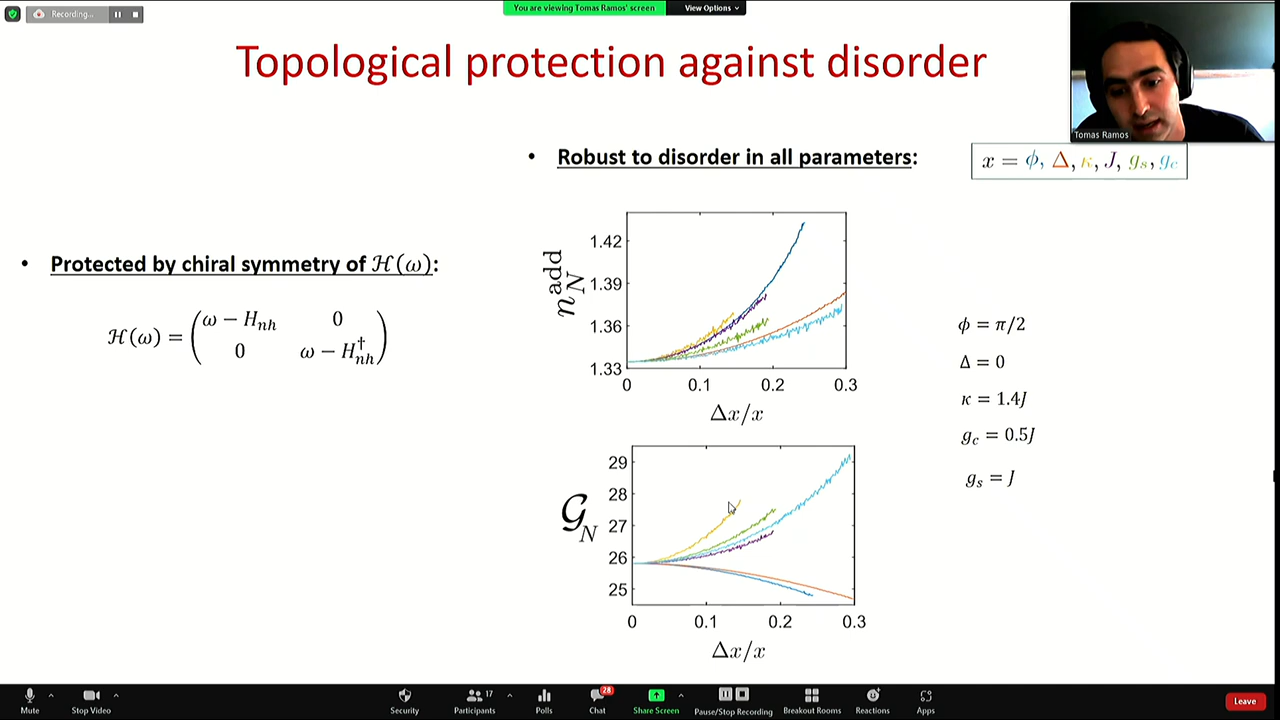 Recording...
You are viewing Tomas Ramos' screen
View Options
Topological protection against disorder
Tomas Ramos
• Robust to disorder in all parameters:
x = ϕ, Δ, κ, J, g_s, g_c
• Protected by chiral symmetry of ℋ(ω):
ℋ(ω) = (ω − H_nh 0
0 ω − H_nh^†)
n_N^add
1.42
1.39
1.36
1.33
0 0.1 0.2 0.3
Δx/x
ϕ = π/2
Δ = 0
κ = 1.4J
g_c = 0.5J
g_s = J
𝒢_N
29
28
27
26
25
0 0.1 0.2 0.3
Δx/x
17
28
Mute
Stop Video
Security
Participants
Polls
Chat
Share Screen
Pause/Stop Recording
Breakout Rooms
Reactions
Apps
Leave